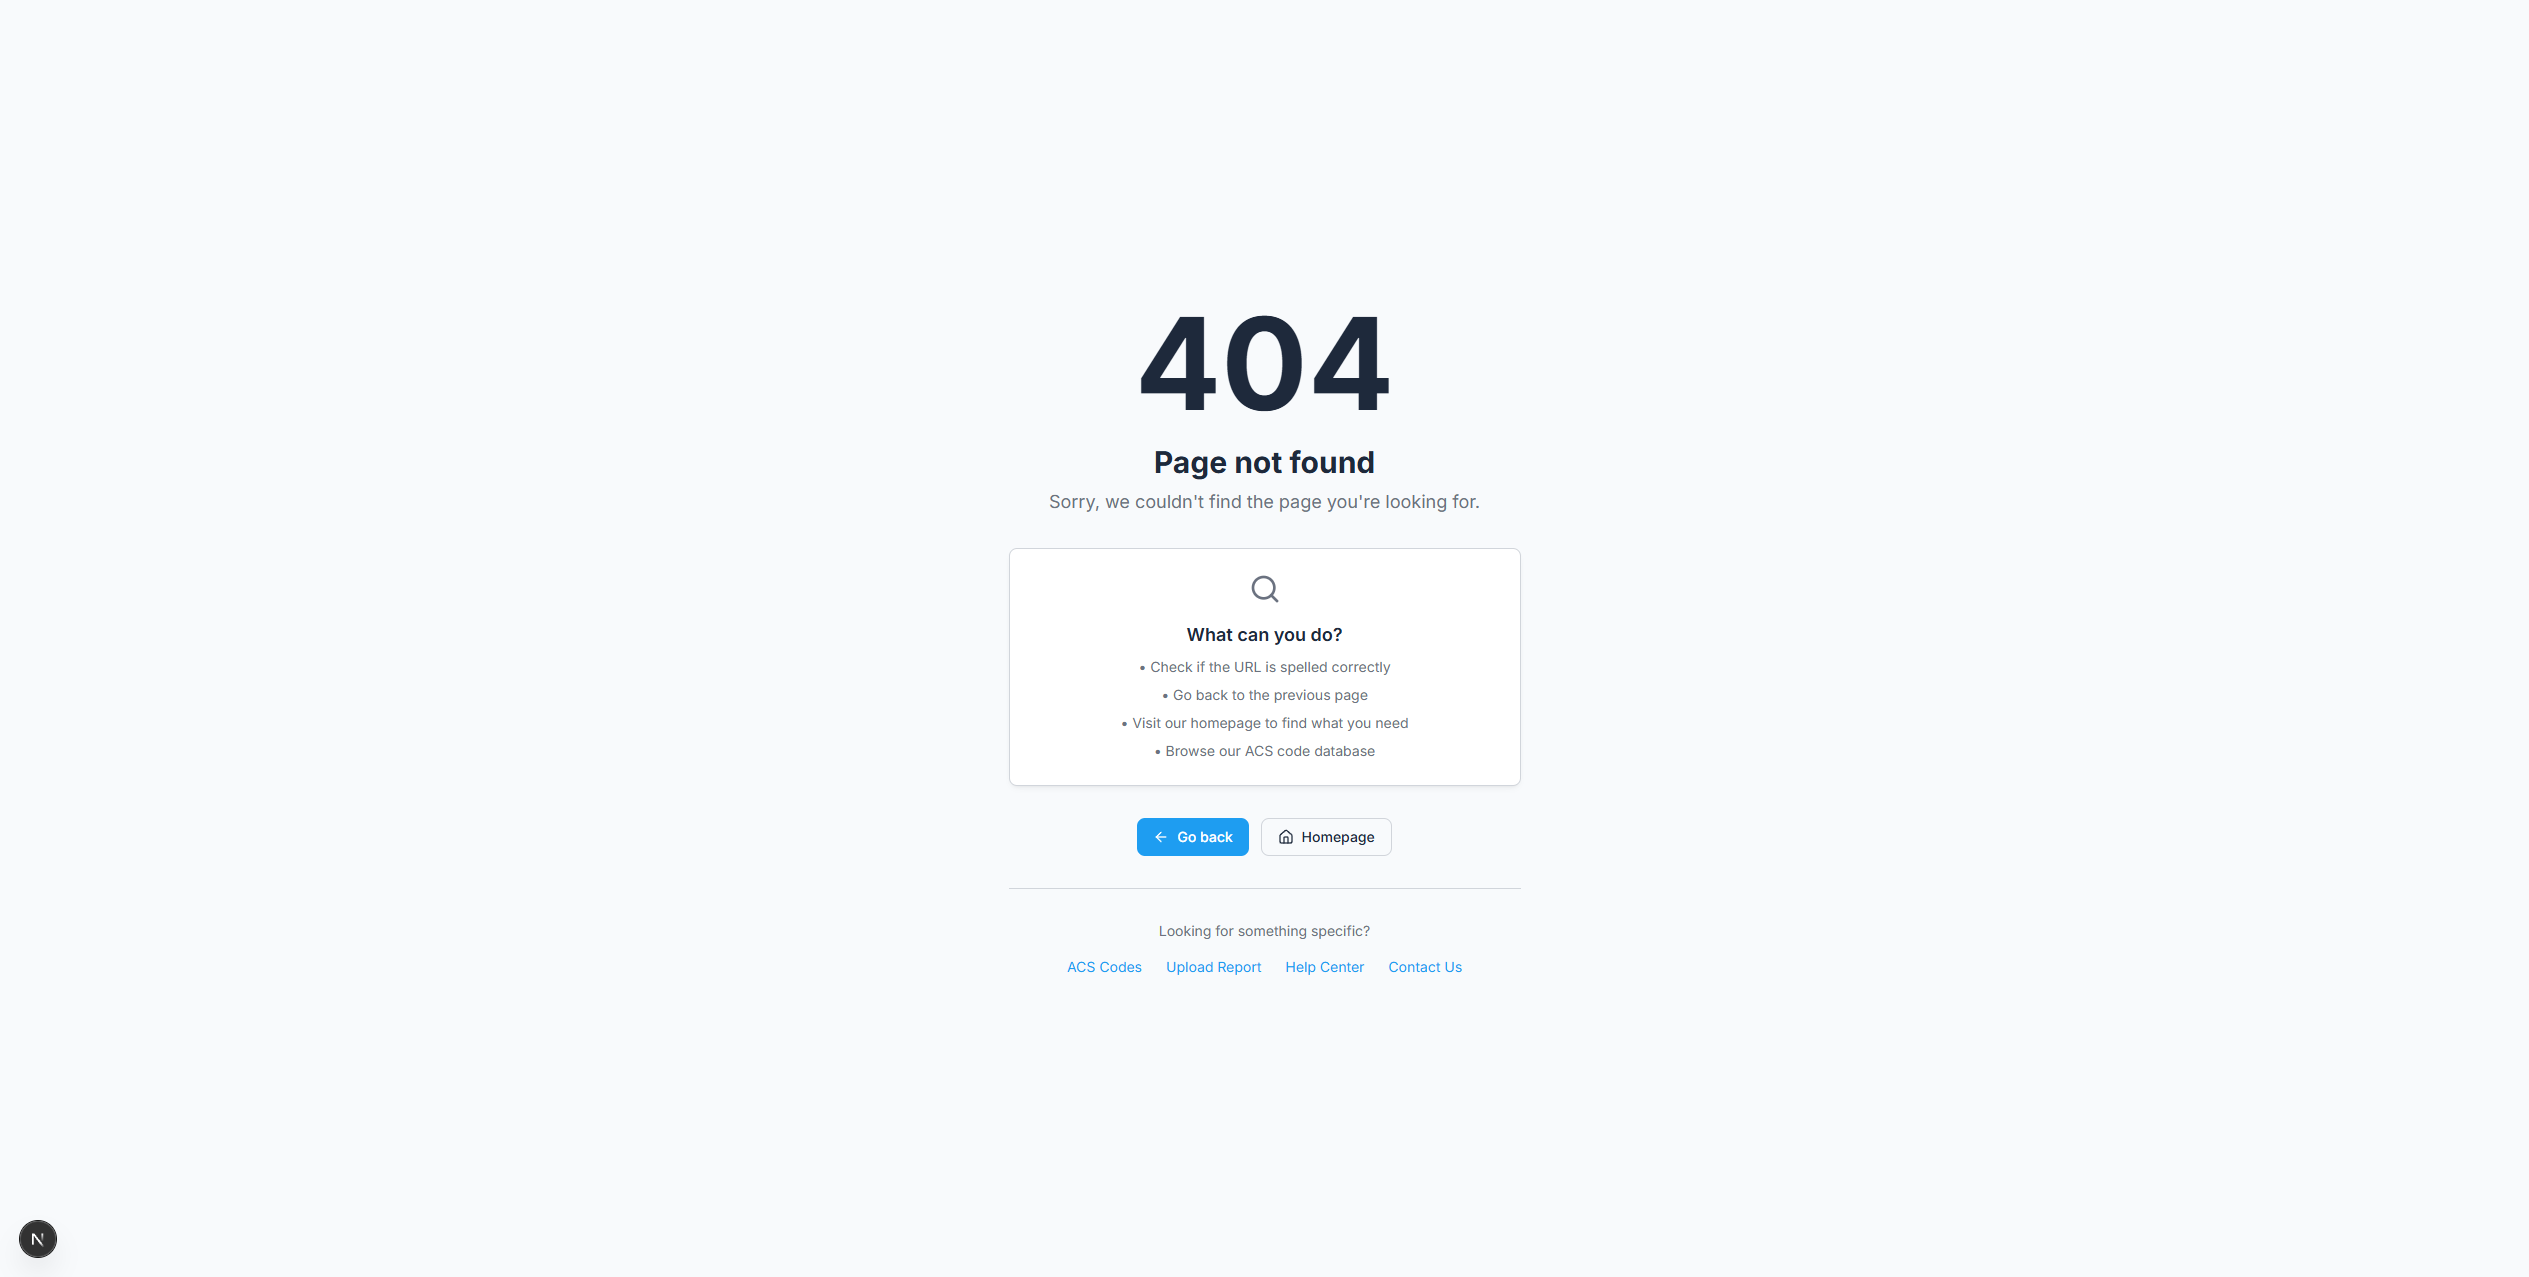 404
Page not found
Sorry, we couldn't find the page you're looking for.
What can you do?
• Check if the URL is spelled correctly
• Go back to the previous page
• Visit our homepage to find what you need
• Browse our ACS code database
Go back
Homepage
Looking for something specific?
ACS Codes Upload Report Help Center Contact Us
N